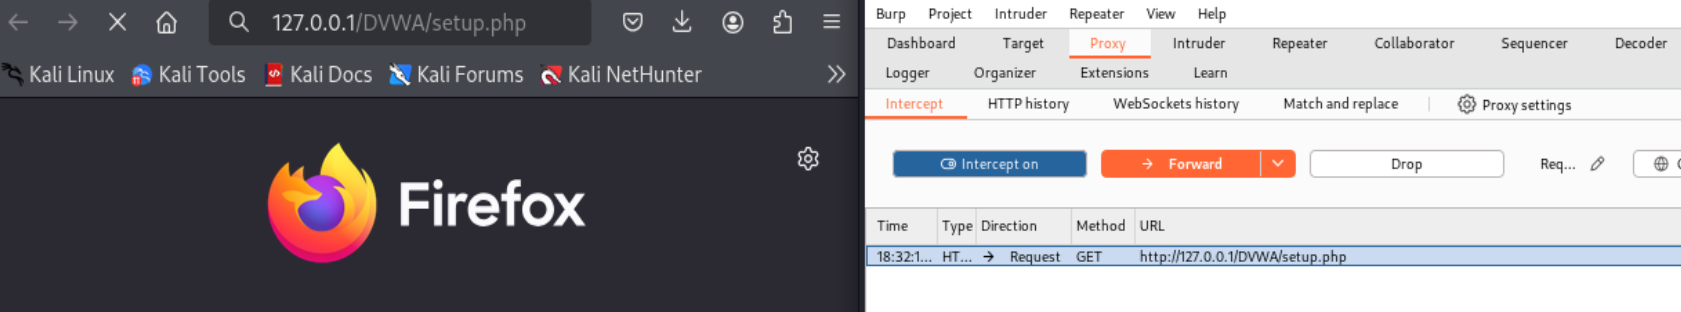 127.0.0.1/DVWA/setup.php
Kali Linux Kali Tools Kali Docs Kali Forums Kali NetHunter
Firefox
Burp Project Intruder Repeater View Help
Dashboard Target Proxy Intruder Repeater Collaborator Sequencer Decoder
Logger Organizer Extensions Learn
Intercept HTTP history WebSockets history Match and replace Proxy settings
Intercept on Forward Drop Req...
Time Type Direction Method URL
18:32:1... HT... → Request GET http://127.0.0.1/DVWA/setup.php